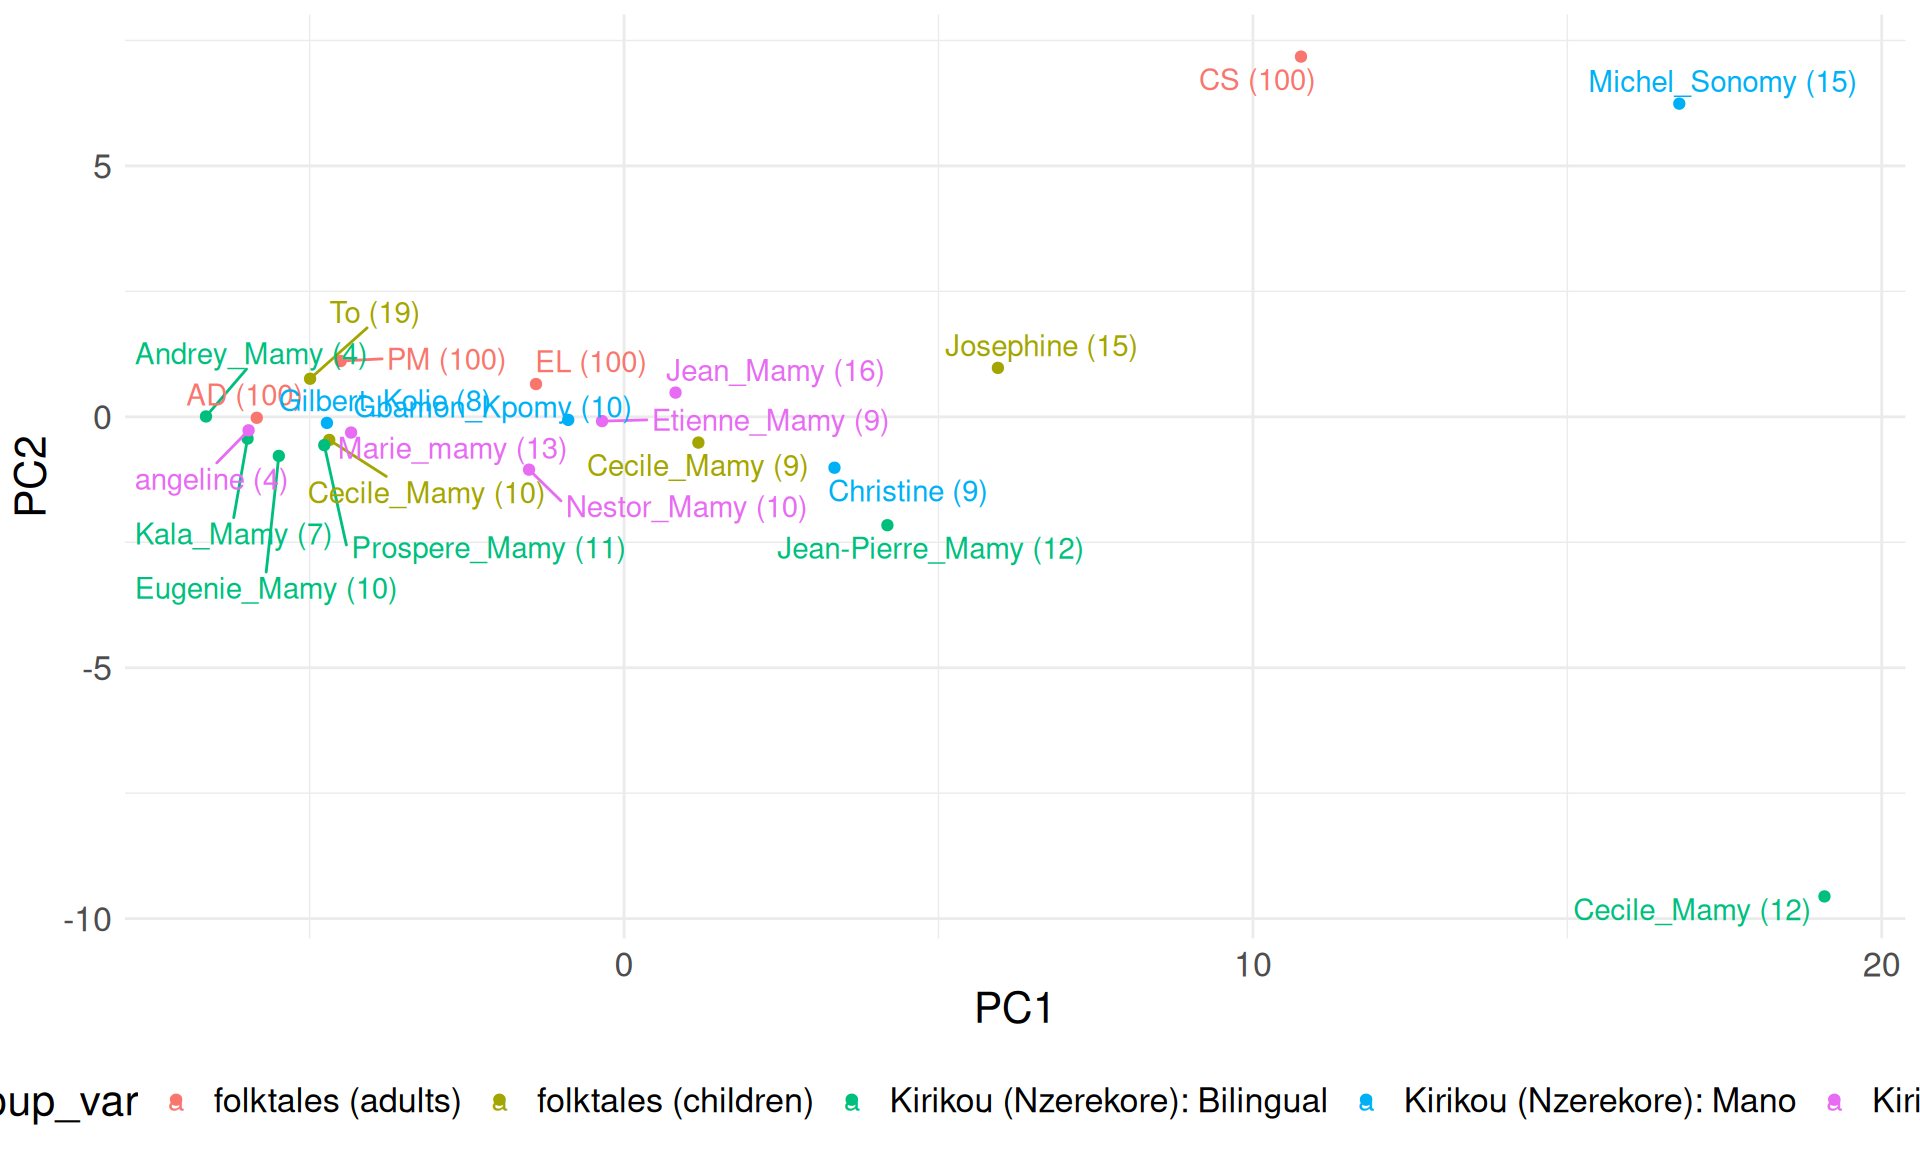 CS (100)
Michel_Sonomy (15)
5
To (19)
Andrey_Mamy (4)
PM (100)
EL (100)
Josephine (15)
Jean_Mamy (16)
AD (100)
Gilbert_Kolie (8)
Gbamon_Kpomy (10)
0
Etienne_Mamy (9)
Marie_mamy (13)
Cecile_Mamy (9)
angeline (4)
Cecile_Mamy (10)
Christine (9)
Nestor_Mamy (10)
Kala_Mamy (7)
Prospere_Mamy (11)
Jean-Pierre_Mamy (12)
Eugenie_Mamy (10)
PC2
-5
-10
Cecile_Mamy (12)
0 10 20
PC1
oup_var a folktales (adults) a folktales (children) a Kirikou (Nzerekore): Bilingual a Kirikou (Nzerekore): Mano a Kiri